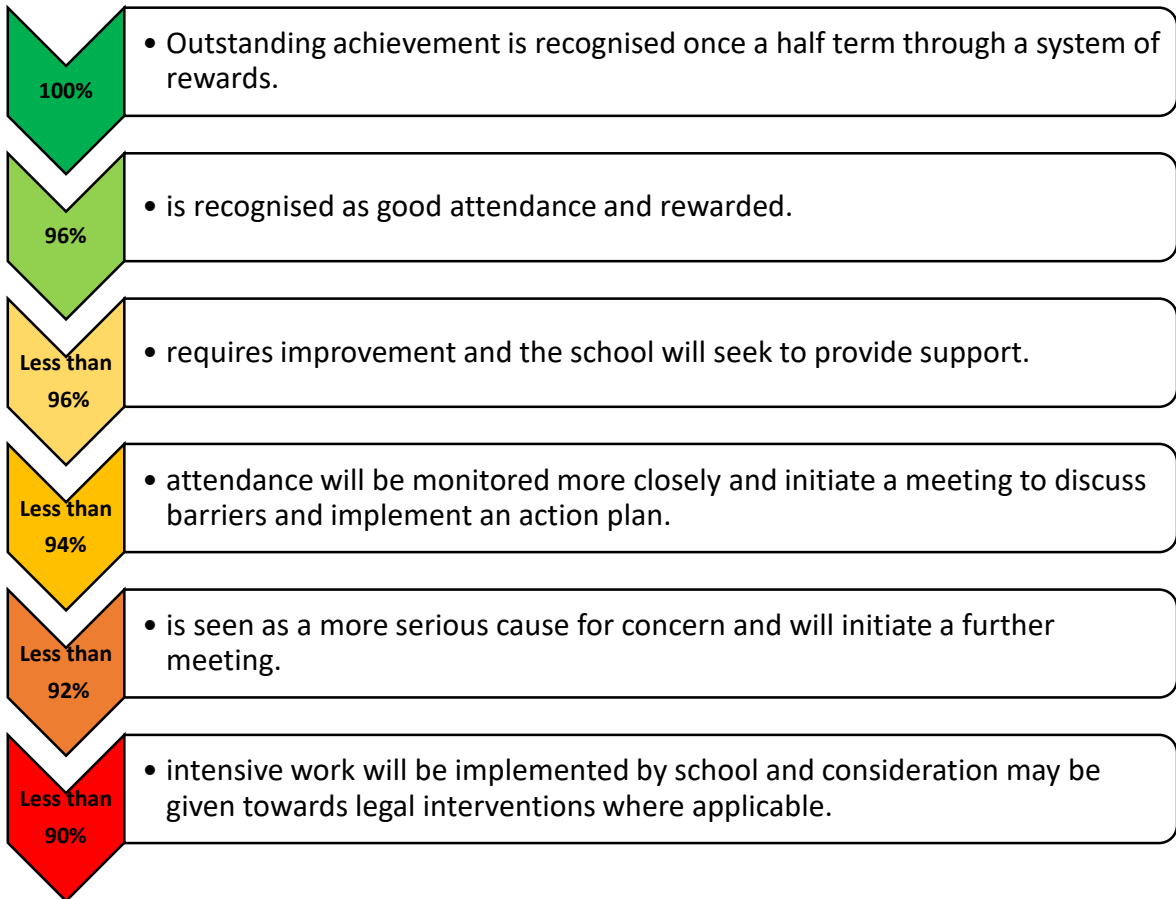 100%
• Outstanding achievement is recognised once a half term through a system of
rewards.
96%
• is recognised as good attendance and rewarded.
Less than
96%
• requires improvement and the school will seek to provide support.
Less than
94%
• attendance will be monitored more closely and initiate a meeting to discuss
barriers and implement an action plan.
Less than
92%
• is seen as a more serious cause for concern and will initiate a further
meeting.
Less than
90%
• intensive work will be implemented by school and consideration may be
given towards legal interventions where applicable.